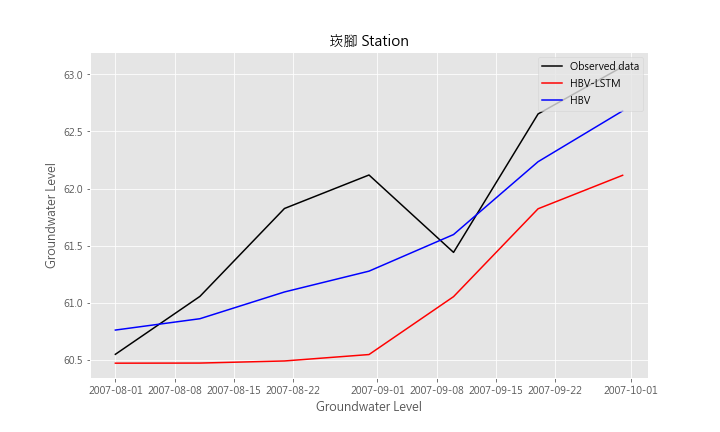 崁腳 Station
Observed data
HBV-LSTM
HBV
Groundwater Level
63.0
62.5
62.0
61.5
61.0
60.5
2007-08-01 2007-08-08 2007-08-15 2007-08-22 2007-09-01 2007-09-08 2007-09-15 2007-09-22 2007-10-01
Groundwater Level